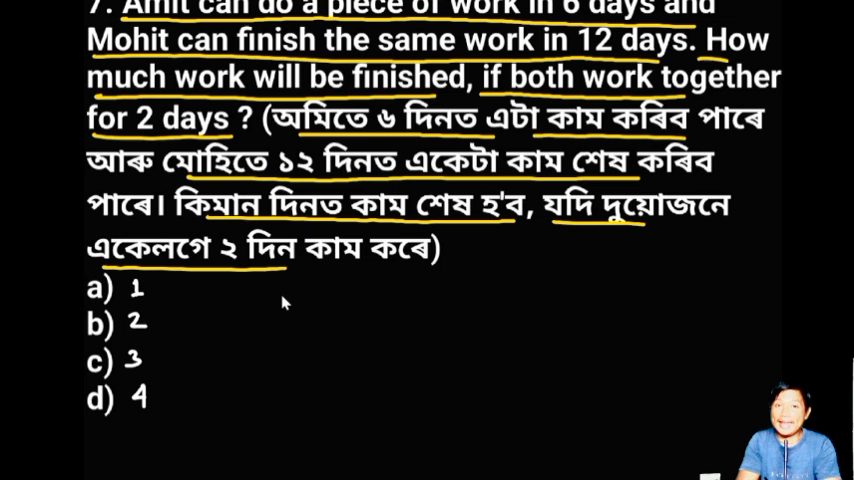 7. Amit can do a piece of work in 6 days and
Mohit can finish the same work in 12 days. How
much work will be finished, if both work together
for 2 days ? (অমিতে ৬ দিনত এটা কাম কৰিব পাৰে
আৰু মোহিতে ১২ দিনত একেটা কাম শেষ কৰিব
পাৰে। কিমান দিনত কাম শেষ হ'ব, যদি দুয়োজনে
একেলগে ২ দিন কাম কৰে)
a) 1
b) 2
c) 3
d) 4